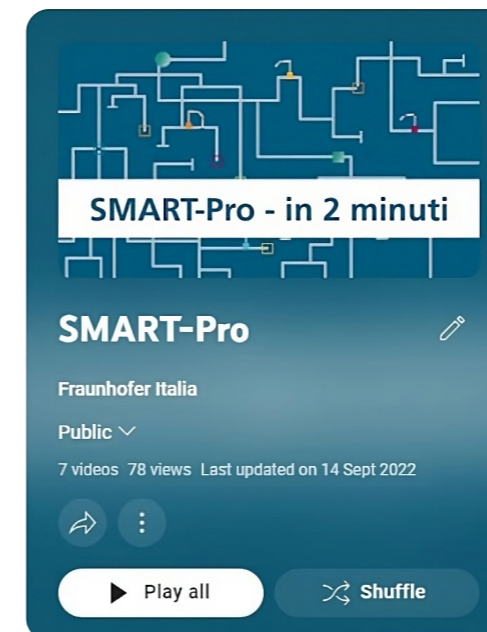 SMART-Pro - in 2 minuti
SMART-Pro
Fraunhofer Italia
Public
7 videos 78 views Last updated on 14 Sept 2022
Play all
Shuffle